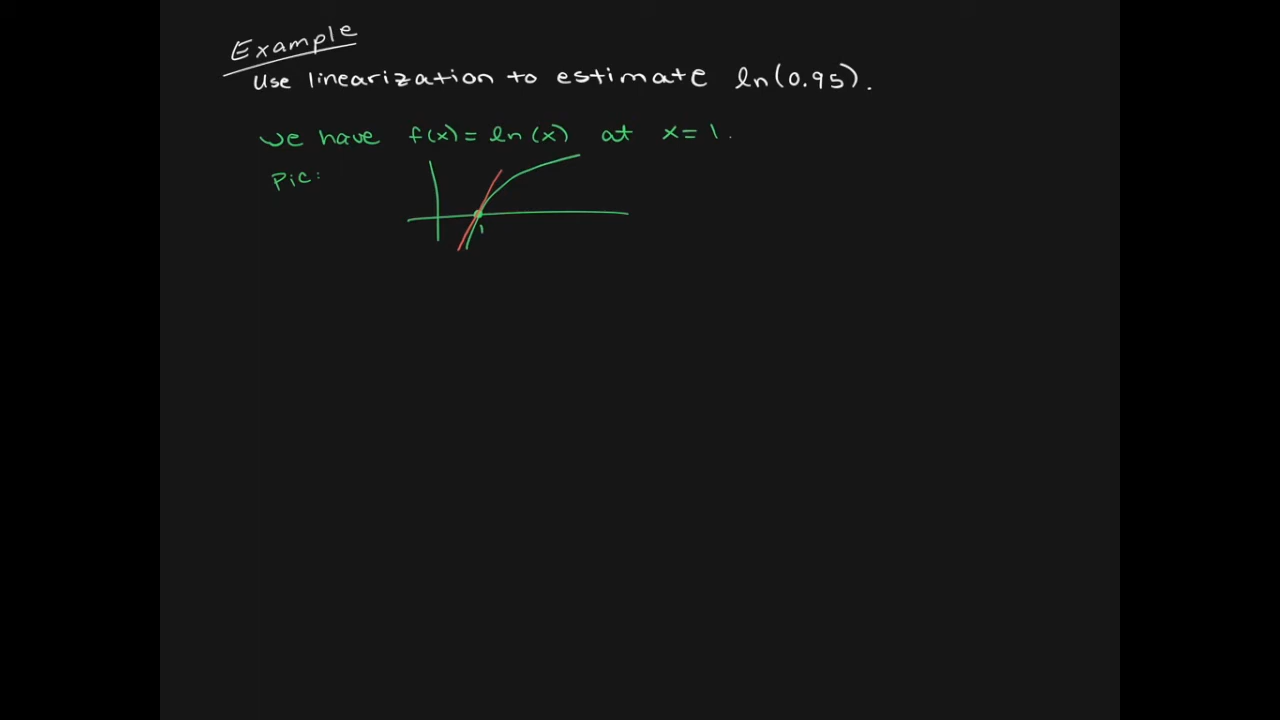 Example
Use linearization to estimate ln(0.95).
we have f(x)= ln(x) at x=1.
Pic:
1